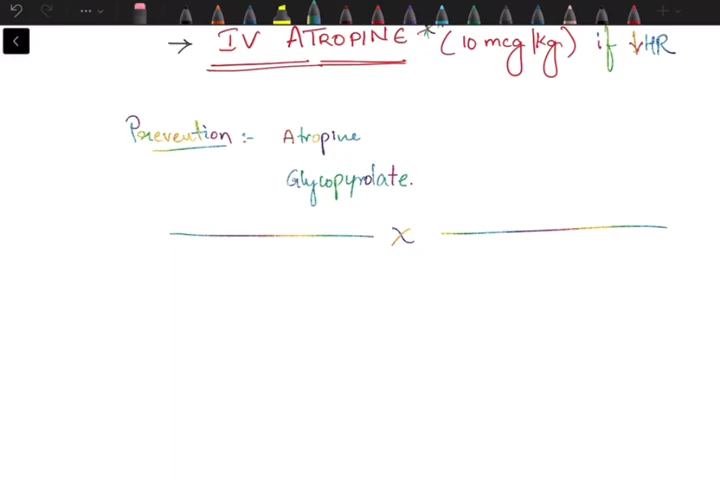 → IV ATROPINE * (10 mcg/kg) if ↓HR
Prevention :- Atropine
Glycopyrolate.
X